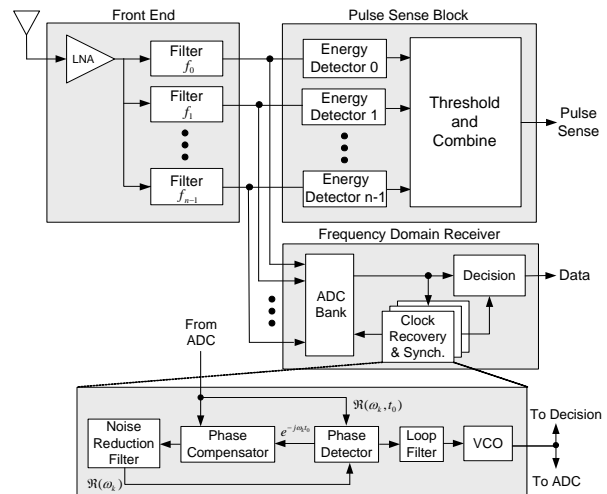 Front End
Pulse Sense Block
LNA
Filter
f₀
Filter
f₁
Filter
fₙ₋₁
Energy
Detector 0
Energy
Detector 1
Energy
Detector n-1
Threshold
and
Combine
Pulse
Sense
Frequency Domain Receiver
ADC
Bank
Decision
Data
Clock
Recovery
& Synch.
From
ADC
ℜ(ωₖ, t₀)
Noise
Reduction
Filter
Phase
Compensator
e^{-jωₖt₀}
Phase
Detector
Loop
Filter
VCO
To Decision
To ADC
ℜ(ωₖ)